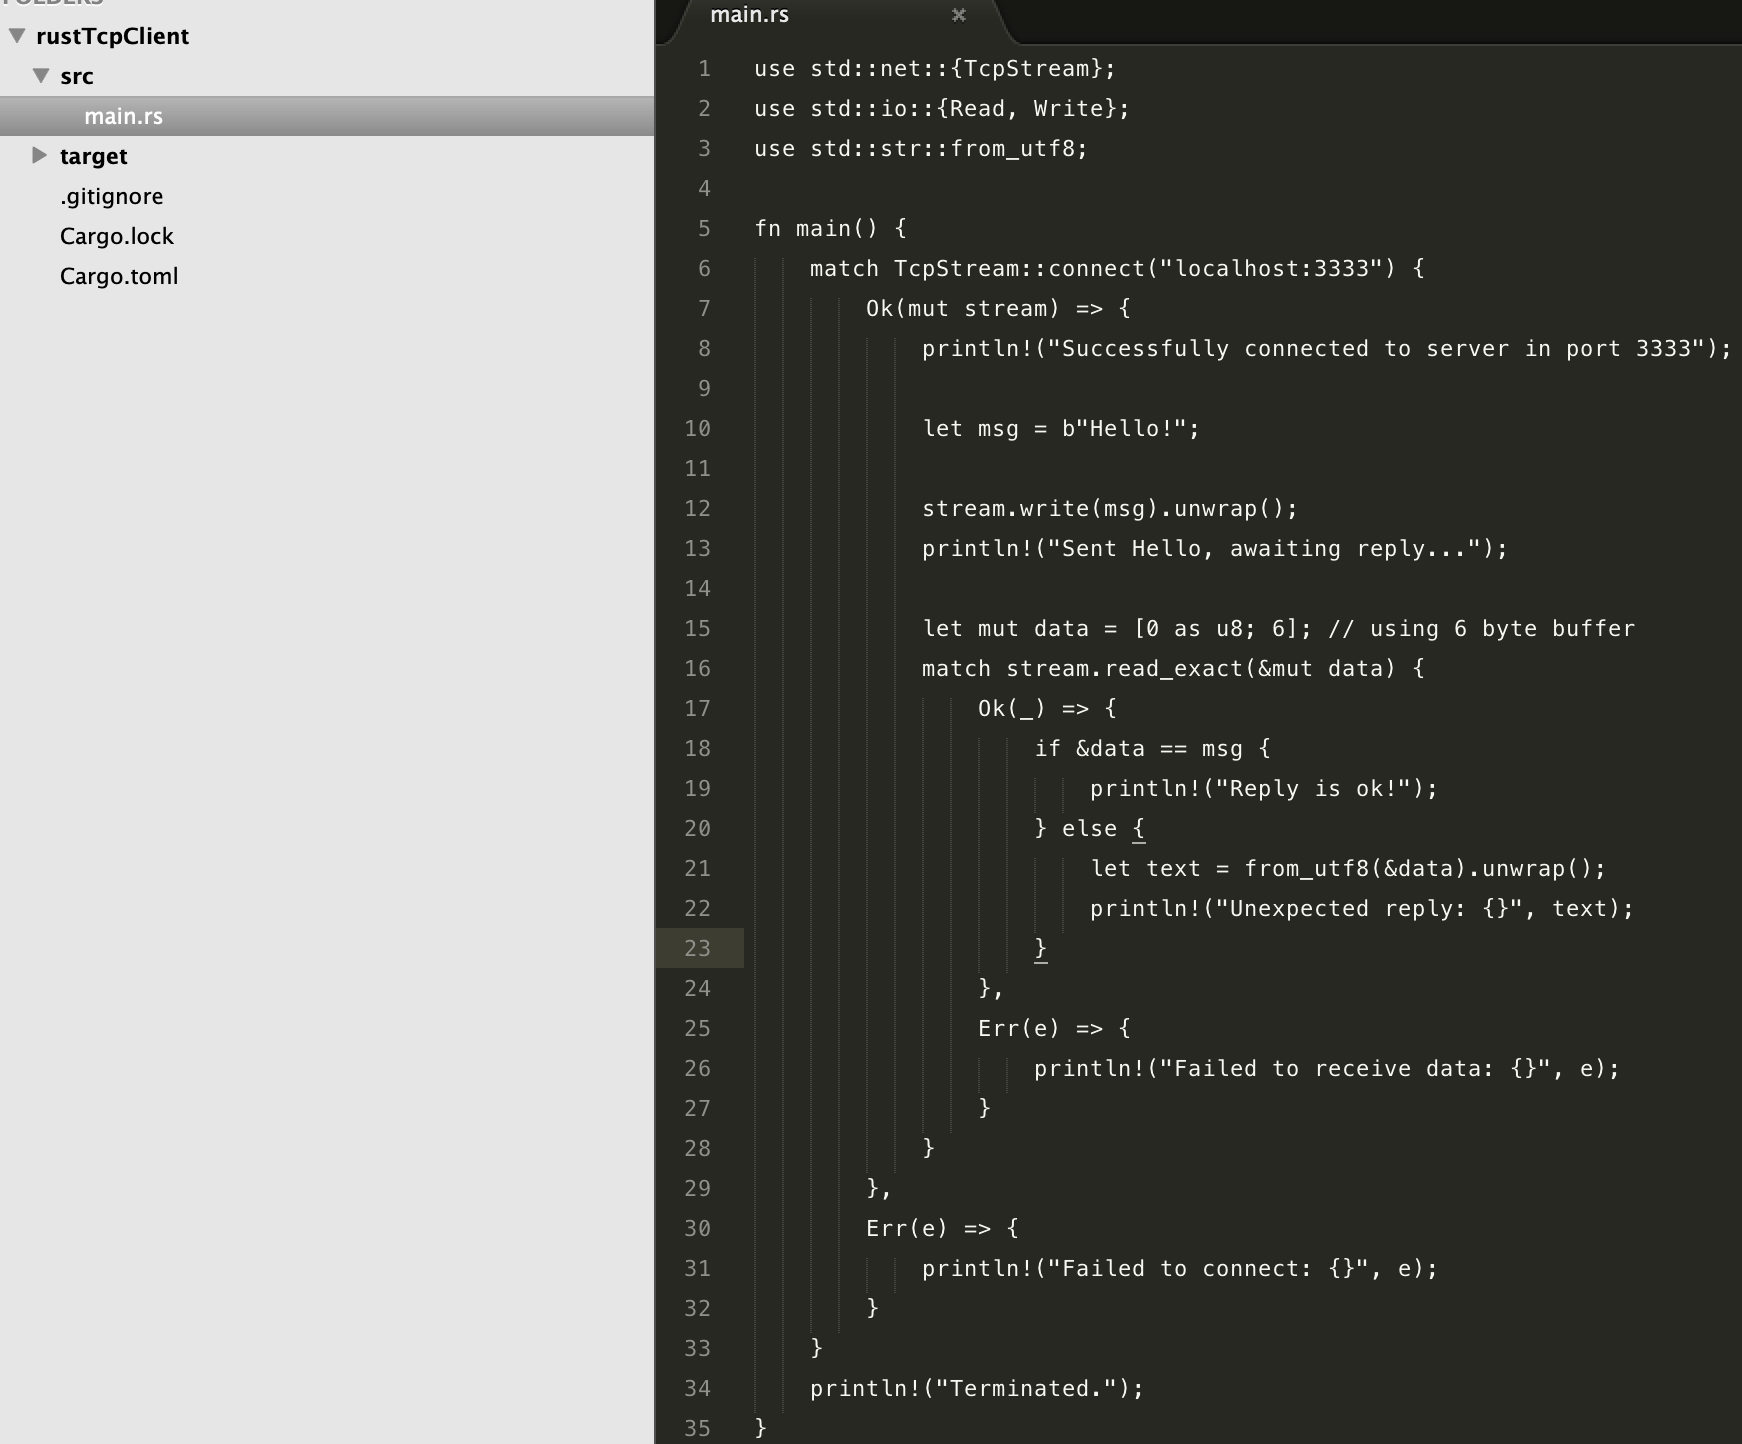 FOLDERS
rustTcpClient
src
main.rs
target
.gitignore
Cargo.lock
Cargo.toml
main.rs
1 use std::net::{TcpStream};
2 use std::io::{Read, Write};
3 use std::str::from_utf8;
4
5 fn main() {
6     match TcpStream::connect("localhost:3333") {
7         Ok(mut stream) => {
8             println!("Successfully connected to server in port 3333");
9
10             let msg = b"Hello!";
11
12             stream.write(msg).unwrap();
13             println!("Sent Hello, awaiting reply...");
14
15             let mut data = [0 as u8; 6]; // using 6 byte buffer
16             match stream.read_exact(&mut data) {
17                 Ok(_) => {
18                     if &data == msg {
19                         println!("Reply is ok!");
20                     } else {
21                         let text = from_utf8(&data).unwrap();
22                         println!("Unexpected reply: {}", text);
23                     }
24                 },
25                 Err(e) => {
26                     println!("Failed to receive data: {}", e);
27                 }
28             }
29         },
30         Err(e) => {
31             println!("Failed to connect: {}", e);
32         }
33     }
34     println!("Terminated.");
35 }